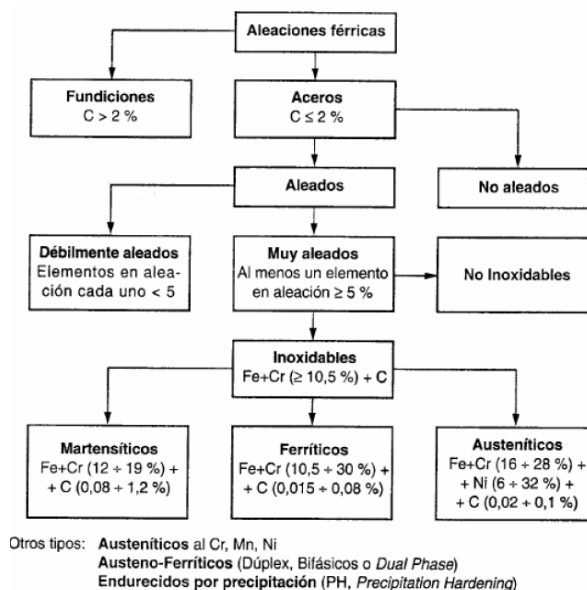 Aleaciones férricas
Fundiciones
C > 2 %
Aceros
C ≤ 2 %
Aleados
No aleados
Débilmente aleados
Elementos en alea-
ción cada uno < 5
Muy aleados
Al menos un elemento
en aleación ≥ 5 %
No Inoxidables
Inoxidables
Fe+Cr (≥ 10,5 %) + C
Martensíticos
Fe+Cr (12 ÷ 19 %) +
+ C (0,08 ÷ 1,2 %)
Ferríticos
Fe+Cr (10,5 ÷ 30 %) +
+ C (0,015 ÷ 0,08 %)
Austeníticos
Fe+Cr (16 ÷ 28 %) +
+ Ni (6 ÷ 32 %) +
+ C (0,02 ÷ 0,1 %)
Otros tipos: Austeníticos al Cr, Mn, Ni
Austeno-Ferríticos (Dúplex, Bifásicos o Dual Phase)
Endurecidos por precipitación (PH, Precipitation Hardening)